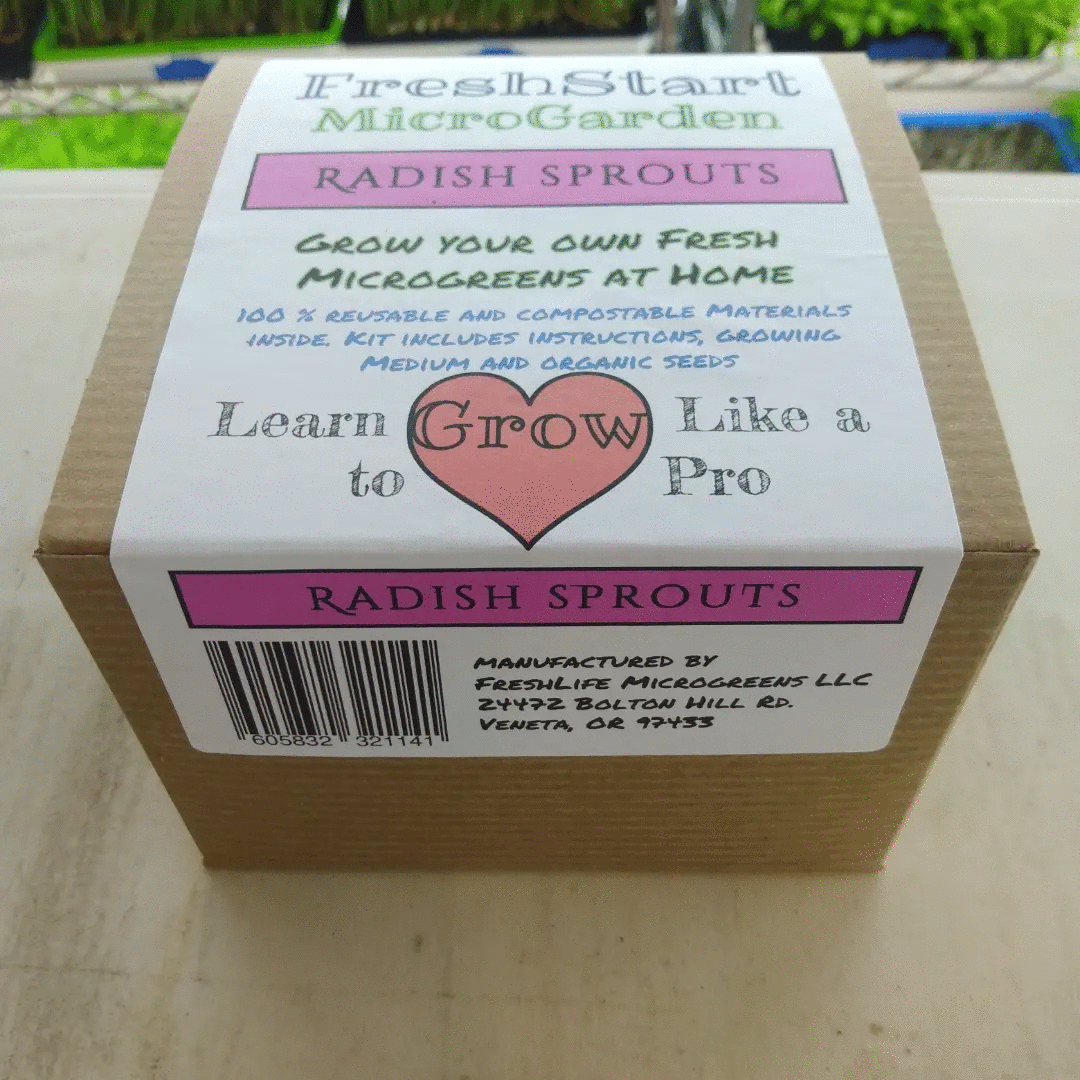 FreshStart
MicroGarden
RADISH SPROUTS
GROW YOUR OWN FRESH
MICROGREENS AT HOME
100 % REUSABLE AND COMPOSTABLE MATERIALS
INSIDE. KIT INCLUDES INSTRUCTIONS, GROWING
MEDIUM AND ORGANIC SEEDS
Learn Grow Like a
to Pro
RADISH SPROUTS
MANUFACTURED BY
FRESHLIFE MICROGREENS LLC
24472 BOLTON HILL RD.
VENETA, OR 97433
605832 321141